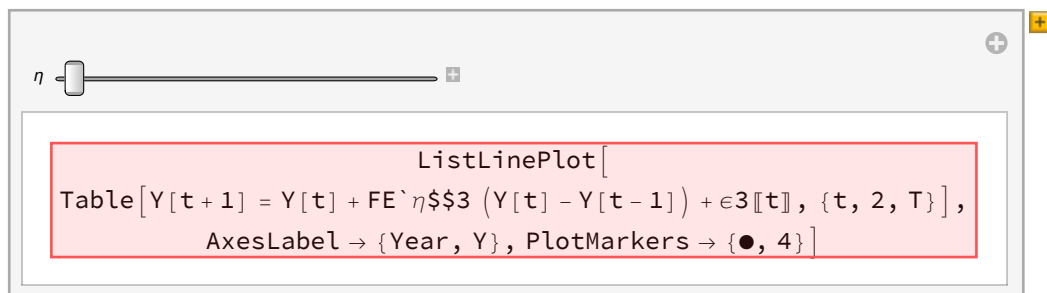 η
ListLinePlot[
Table[Y[t + 1] = Y[t] + FE`η$$3 (Y[t] - Y[t - 1]) + ϵ3⟦t⟧, {t, 2, T}],
AxesLabel → {Year, Y}, PlotMarkers → {●, 4}]